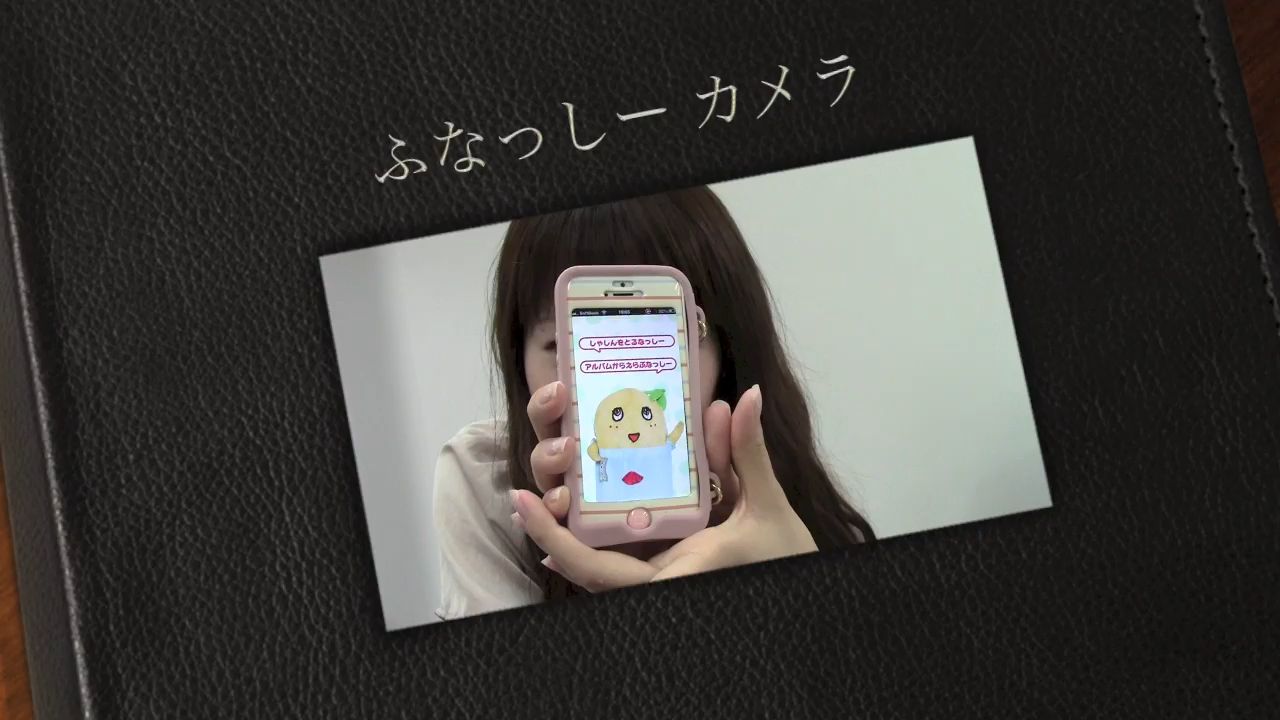 ふなっしー カメラ
しゃしんをとるなっしー
アルバムからえらぶなっしー